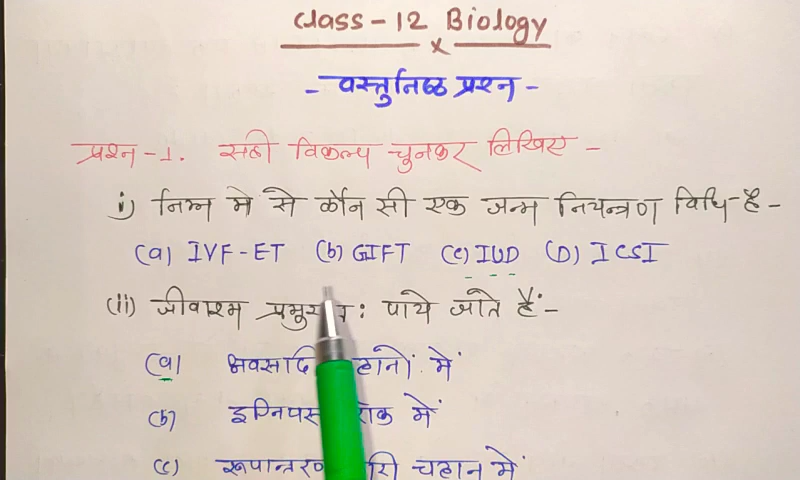 Class - 12 Biology
x
- वस्तुनिष्ठ प्रश्न -
प्रश्न -1. सही विकल्प चुनकर लिखिए -
i) निम्न मे से कौन सी एक जन्म नियन्त्रण विधि है -
(a) IVF-ET (b) GIFT (c) IUD (D) ICSI
(ii) जीवाश्म पाये जाते हैं -
(a) में
(b) में
(c) चट्टान में